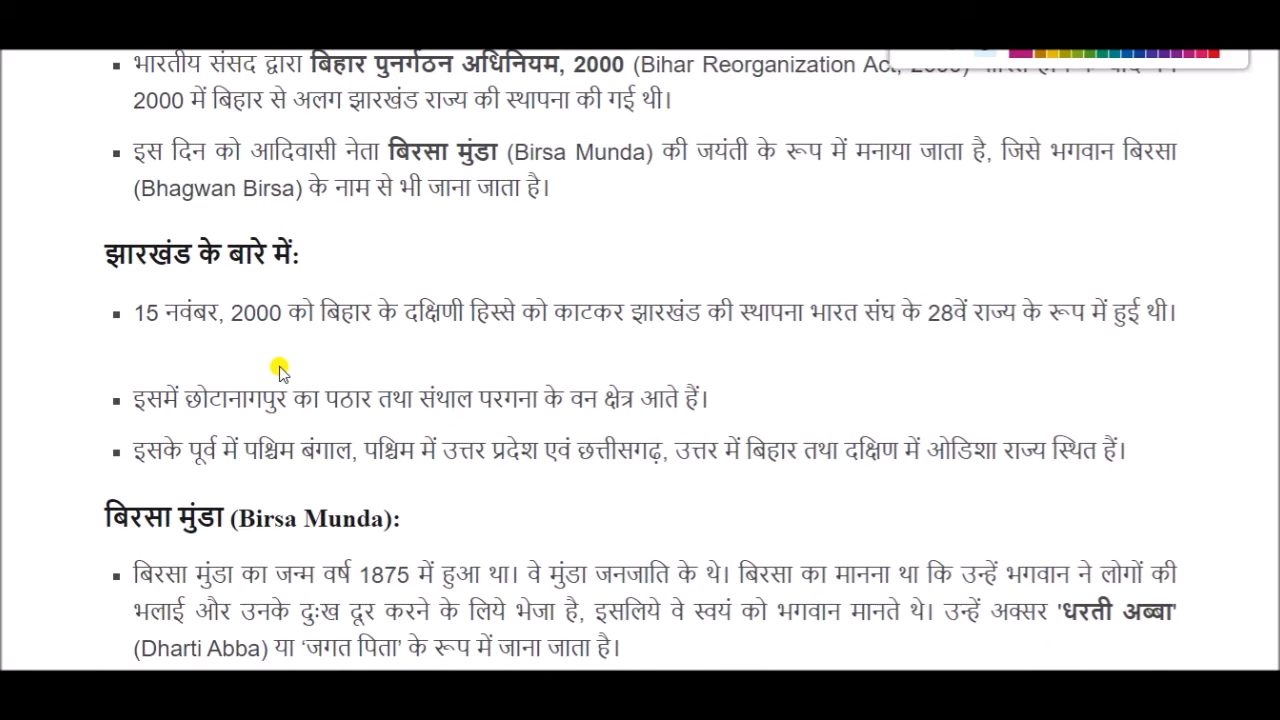 भारतीय संसद द्वारा बिहार पुनर्गठन अधिनियम, 2000 (Bihar Reorganization Act,
2000 में बिहार से अलग झारखंड राज्य की स्थापना की गई थी।
इस दिन को आदिवासी नेता बिरसा मुंडा (Birsa Munda) की जयंती के रूप में मनाया जाता है, जिसे भगवान बिरसा
(Bhagwan Birsa) के नाम से भी जाना जाता है।
झारखंड के बारे में:
15 नवंबर, 2000 को बिहार के दक्षिणी हिस्से को काटकर झारखंड की स्थापना भारत संघ के 28वें राज्य के रूप में हुई थी।
इसमें छोटानागपुर का पठार तथा संथाल परगना के वन क्षेत्र आते हैं।
इसके पूर्व में पश्चिम बंगाल, पश्चिम में उत्तर प्रदेश एवं छत्तीसगढ़, उत्तर में बिहार तथा दक्षिण में ओडिशा राज्य स्थित हैं।
बिरसा मुंडा (Birsa Munda):
बिरसा मुंडा का जन्म वर्ष 1875 में हुआ था। वे मुंडा जनजाति के थे। बिरसा का मानना था कि उन्हें भगवान ने लोगों की
भलाई और उनके दुःख दूर करने के लिये भेजा है, इसलिये वे स्वयं को भगवान मानते थे। उन्हें अक्सर 'धरती अब्बा'
(Dharti Abba) या ‘जगत पिता’ के रूप में जाना जाता है।